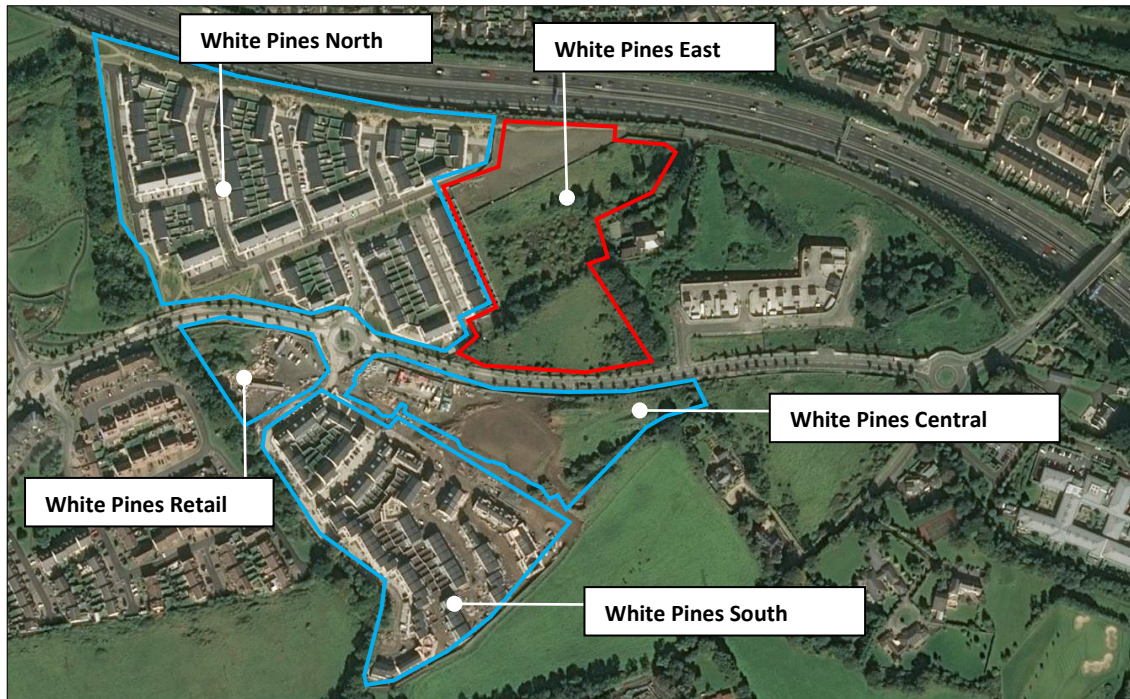 White Pines North
White Pines East
White Pines Central
White Pines Retail
White Pines South